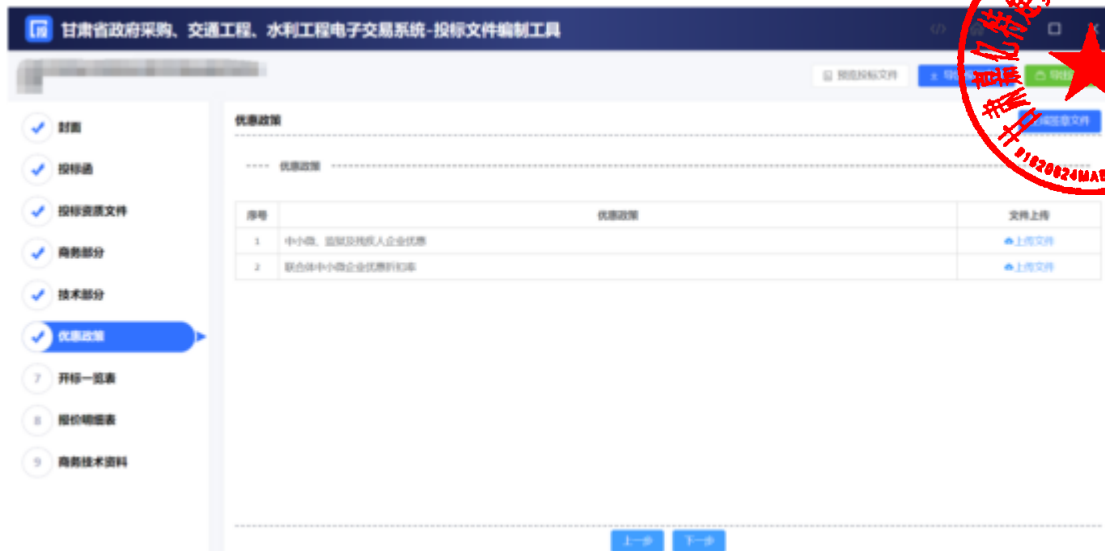 甘肃省政府采购、交通工程、水利工程电子交易系统-投标文件编制工具
预览投标文件
封面
投标函
投标资质文件
商务部分
技术部分
优惠政策
7 开标一览表
8 报价明细表
9 商务技术资料
优惠政策
优惠政策
序号 优惠政策 文件上传
1 中小微、监狱及残疾人企业优惠 上传文件
2 联合体中小微企业优惠折扣率 上传文件
上一步 下一步